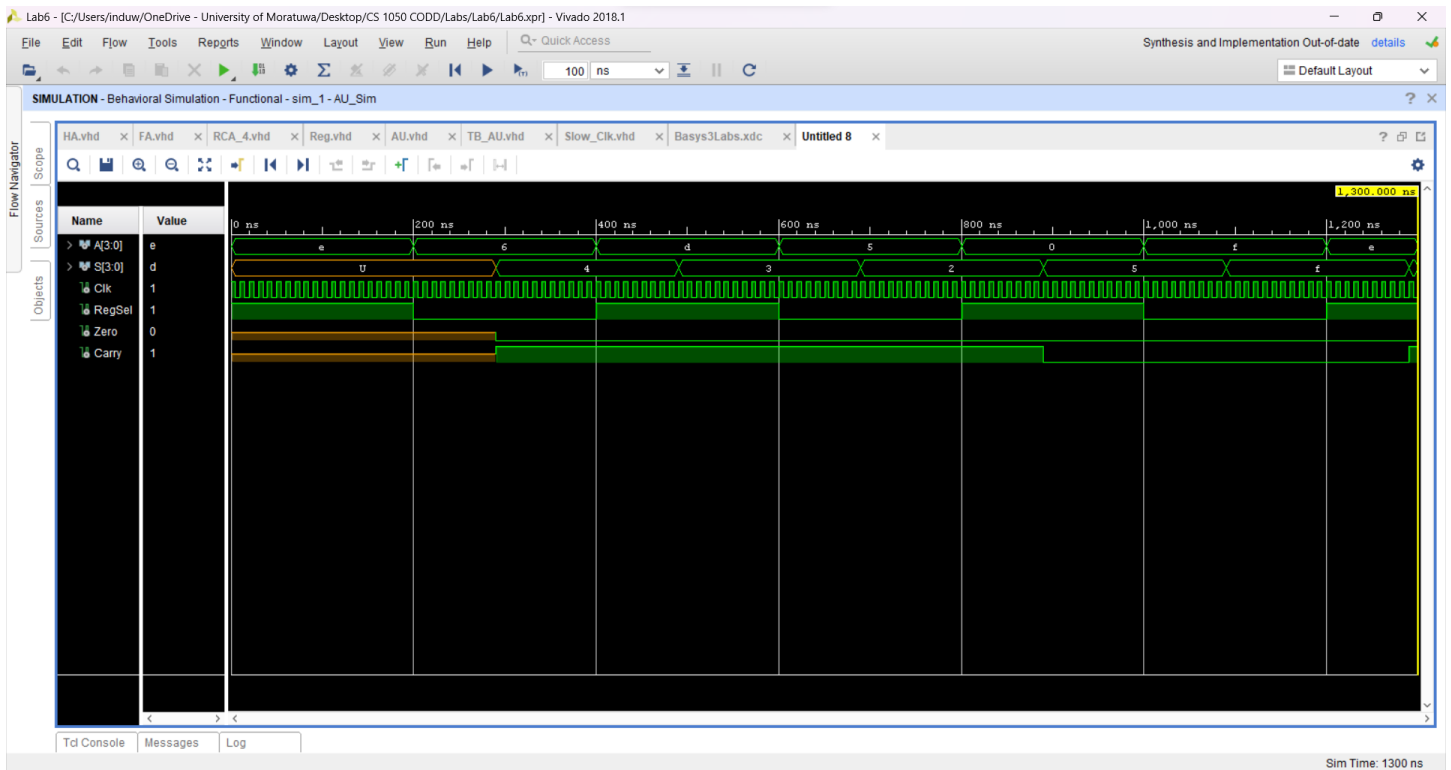 Lab6 - [C:/Users/induw/OneDrive - University of Moratuwa/Desktop/CS 1050 CODD/Labs/Lab6/Lab6.xpr] - Vivado 2018.1
File Edit Flow Tools Reports Window Layout View Run Help Quick Access
Synthesis and Implementation Out-of-date details
100 ns
Default Layout
SIMULATION - Behavioral Simulation - Functional - sim_1 - AU_Sim
Flow Navigator
Scope
Sources
Objects
HA.vhd FA.vhd RCA_4.vhd Reg.vhd AU.vhd TB_AU.vhd Slow_Clk.vhd Basys3Labs.xdc Untitled 8
1,300.000 ns
Name Value
0 ns 200 ns 400 ns 600 ns 800 ns 1,000 ns 1,200 ns
A[3:0] e e 6 d 5 0 f e
S[3:0] d U 4 3 2 5 f
Clk 1
RegSel 1
Zero 0
Carry 1
Tcl Console Messages Log
Sim Time: 1300 ns